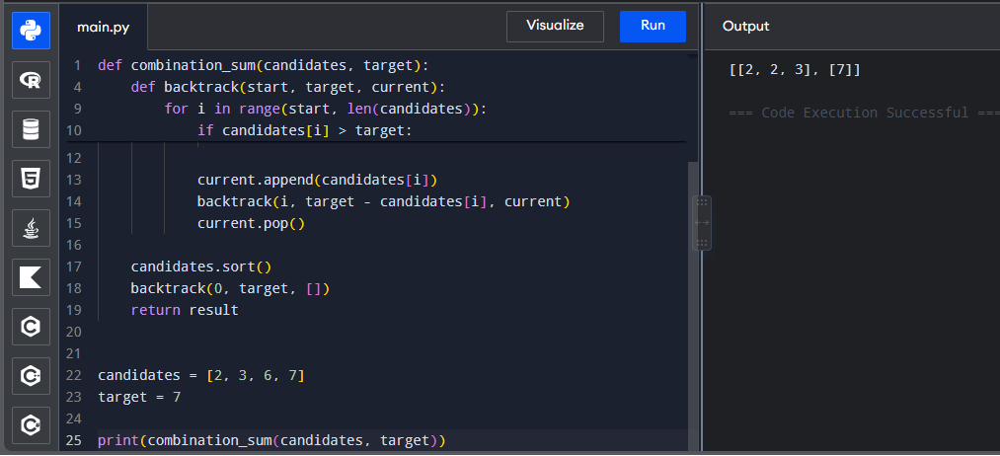 main.py
Visualize
Run
Output
1 def combination_sum(candidates, target):
4     def backtrack(start, target, current):
9         for i in range(start, len(candidates)):
10             if candidates[i] > target:
12
13             current.append(candidates[i])
14             backtrack(i, target - candidates[i], current)
15             current.pop()
16
17     candidates.sort()
18     backtrack(0, target, [])
19     return result
20
21
22 candidates = [2, 3, 6, 7]
23 target = 7
24
25 print(combination_sum(candidates, target))
[[2, 2, 3], [7]]
=== Code Execution Successful ===